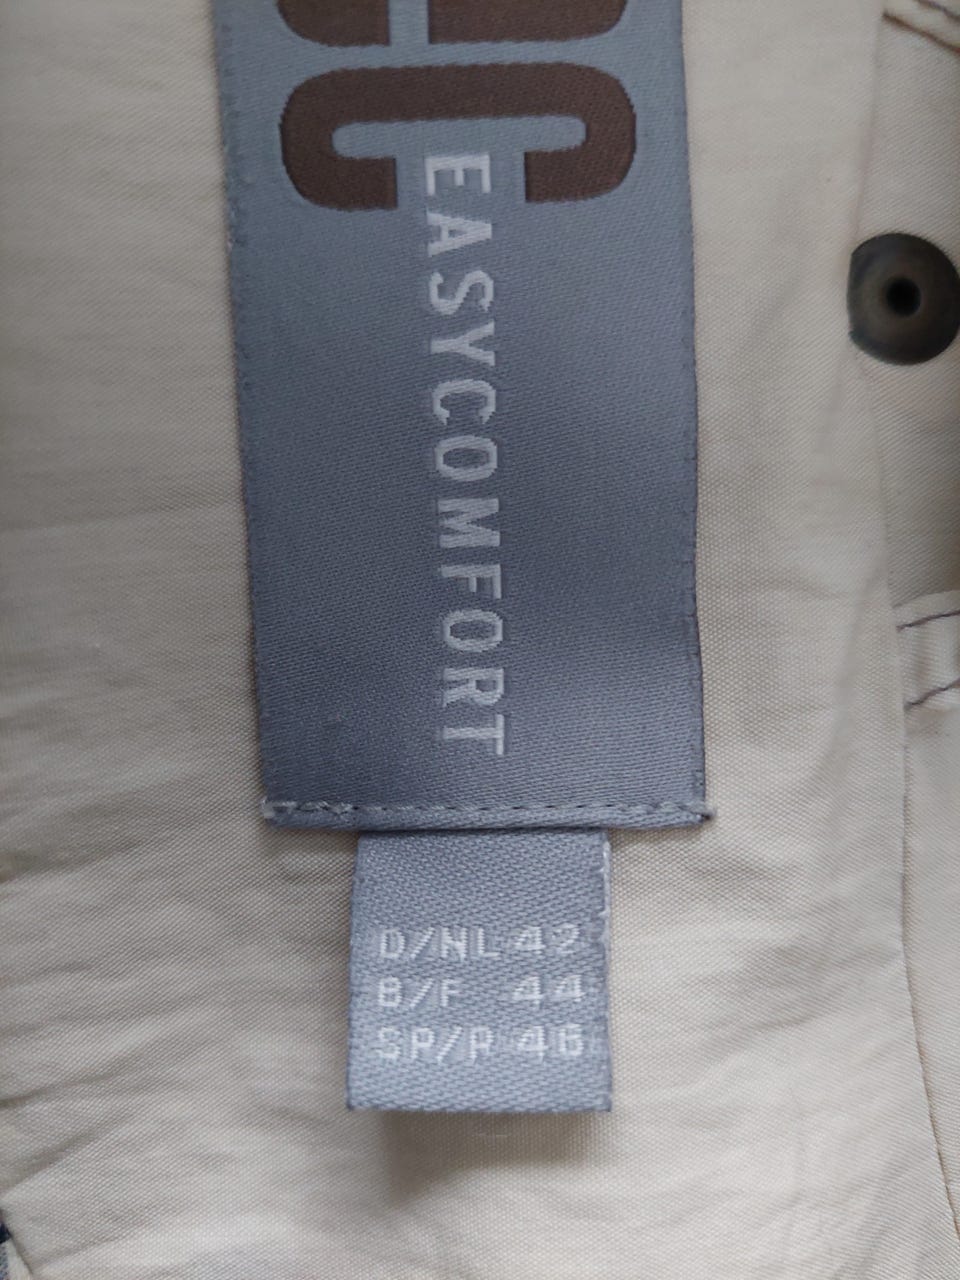 C
EASYCOMFORT
D/NL 42
B/F 44
SP/P 46